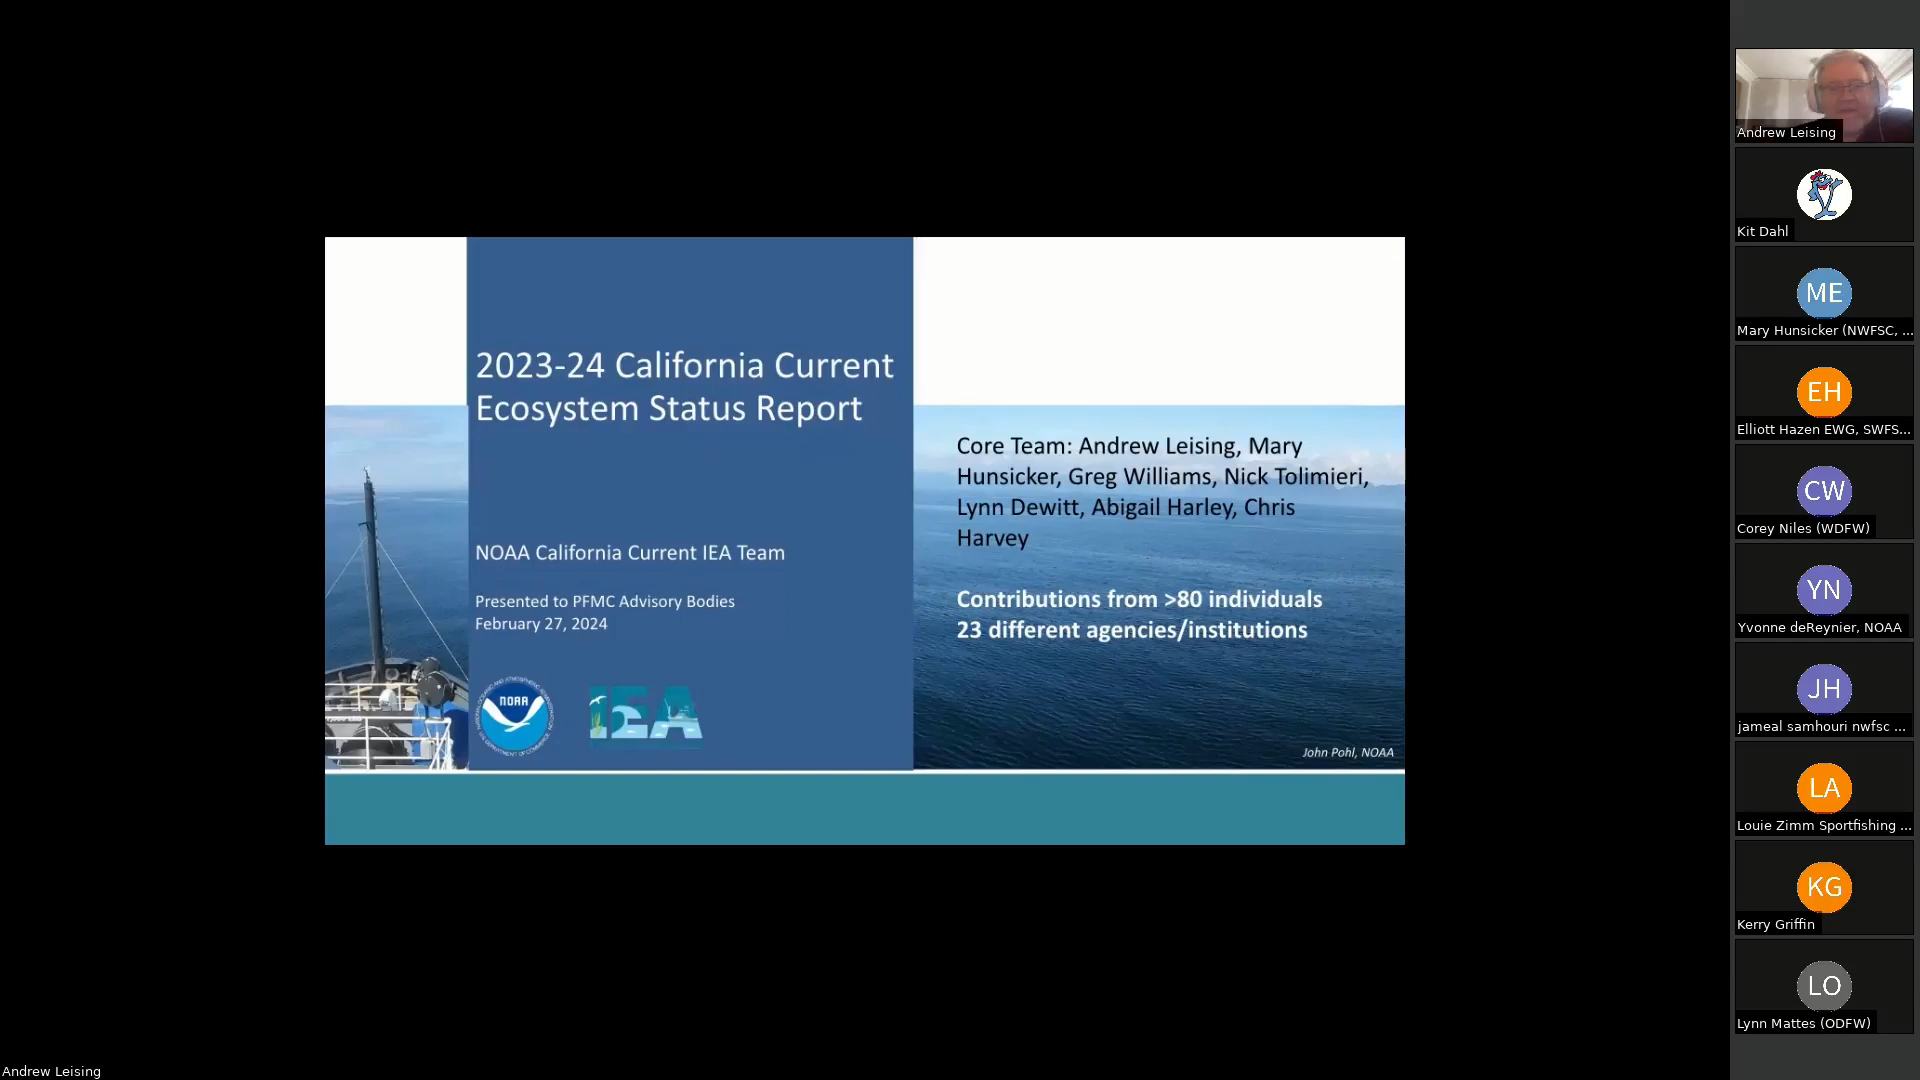 2023-24 California Current
Ecosystem Status Report
NOAA California Current IEA Team
Presented to PFMC Advisory Bodies
February 27, 2024
NOAA
IEA
Core Team: Andrew Leising, Mary
Hunsicker, Greg Williams, Nick Tolimieri,
Lynn Dewitt, Abigail Harley, Chris
Harvey
Contributions from >80 individuals
23 different agencies/institutions
John Pohl, NOAA
Andrew Leising
Kit Dahl
ME
Mary Hunsicker (NWFSC, ...
EH
Elliott Hazen EWG, SWFS...
CW
Corey Niles (WDFW)
YN
Yvonne deReynier, NOAA
JH
jameal samhouri nwfsc ...
LA
Louie Zimm Sportfishing ...
KG
Kerry Griffin
LO
Lynn Mattes (ODFW)
Andrew Leising